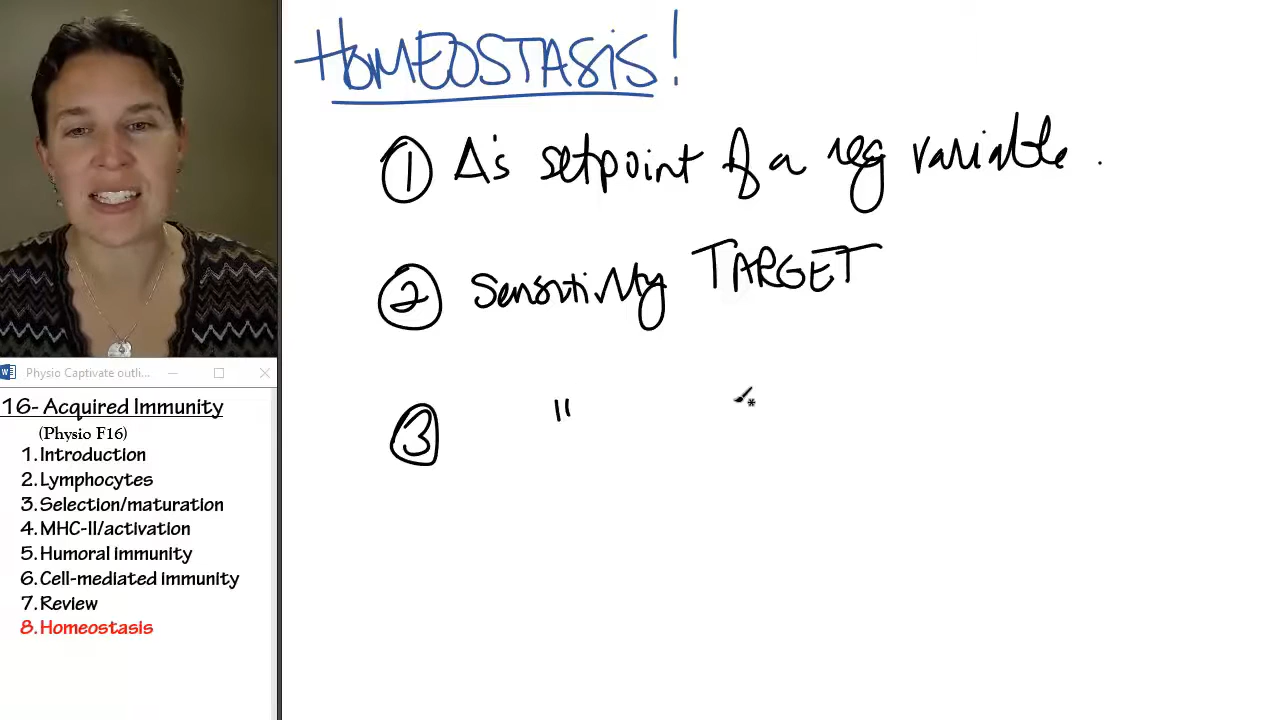 HOMEOSTASIS!
① Δ's setpoint of a reg variable.
② Sensitivity TARGET
③ "
Physio Captivate outli...
16- Acquired Immunity
(Physio F16)
1. Introduction
2. Lymphocytes
3. Selection/maturation
4. MHC-II/activation
5. Humoral immunity
6. Cell-mediated immunity
7. Review
8. Homeostasis